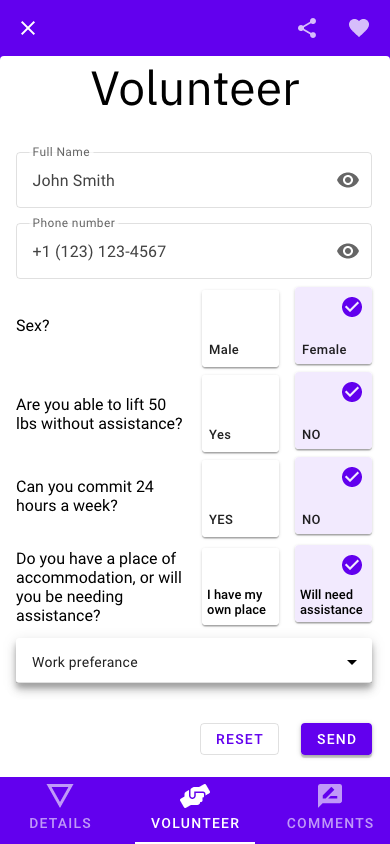 Volunteer
Full Name
John Smith
Phone number
+1 (123) 123-4567
Sex?
Male
Female
Are you able to lift 50
lbs without assistance?
Yes
NO
Can you commit 24
hours a week?
YES
NO
Do you have a place of
accommodation, or will
you be needing
assistance?
I have my
own place
Will need
assistance
Work preferance
RESET
SEND
DETAILS
VOLUNTEER
COMMENTS